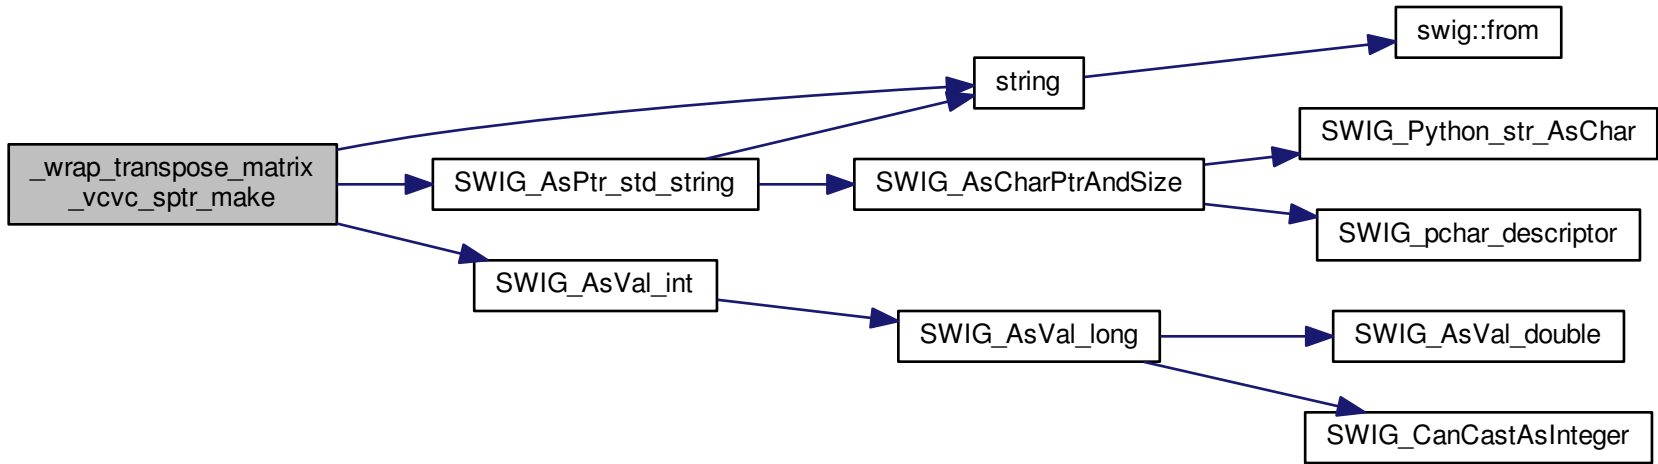 _wrap_transpose_matrix
_vcvc_sptr_make
string
swig::from
SWIG_AsPtr_std_string
SWIG_AsCharPtrAndSize
SWIG_Python_str_AsChar
SWIG_pchar_descriptor
SWIG_AsVal_int
SWIG_AsVal_long
SWIG_AsVal_double
SWIG_CanCastAsInteger